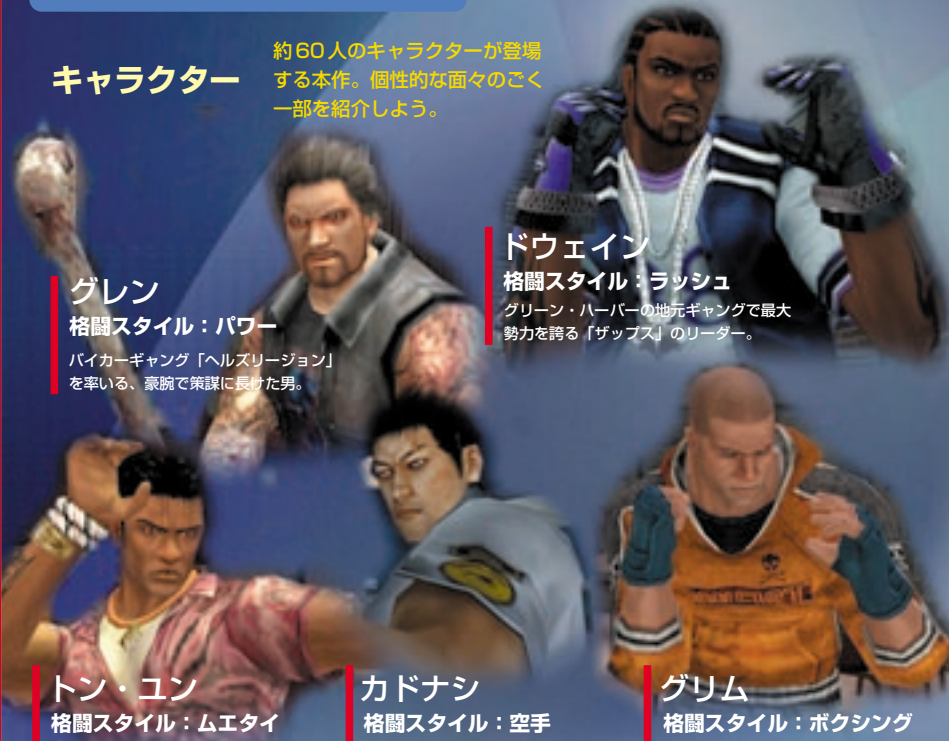 キャラクター
約60人のキャラクターが登場
する本作。個性的な面々のごく
一部を紹介しよう。
ドウェイン
格闘スタイル：ラッシュ
グリーン・ハーバーの地元ギャングで最大
勢力を誇る「ザップス」のリーダー。
グレン
格闘スタイル：パワー
バイカーギャング「ヘルズリージョン」
を率いる、豪腕で策謀に長けた男。
トン・ユン
格闘スタイル：ムエタイ
カドナシ
格闘スタイル：空手
グリム
格闘スタイル：ボクシング